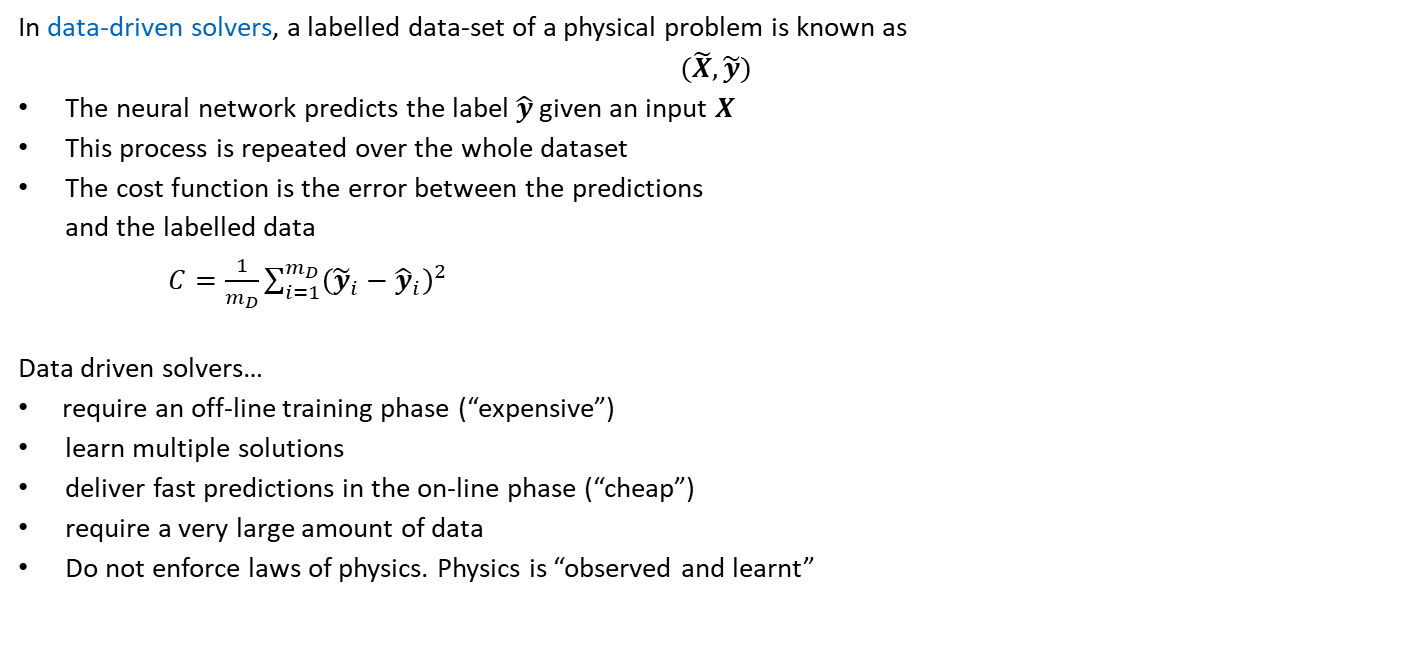 In data-driven solvers, a labelled data-set of a physical problem is known as
(X̃, ỹ)
• The neural network predicts the label ŷ given an input X
• This process is repeated over the whole dataset
• The cost function is the error between the predictions
and the labelled data
C = 1/m_D ∑_{i=1}^{m_D} (ỹ_i − ŷ_i)²
Data driven solvers…
• require an off-line training phase (“expensive”)
• learn multiple solutions
• deliver fast predictions in the on-line phase (“cheap”)
• require a very large amount of data
• Do not enforce laws of physics. Physics is “observed and learnt”